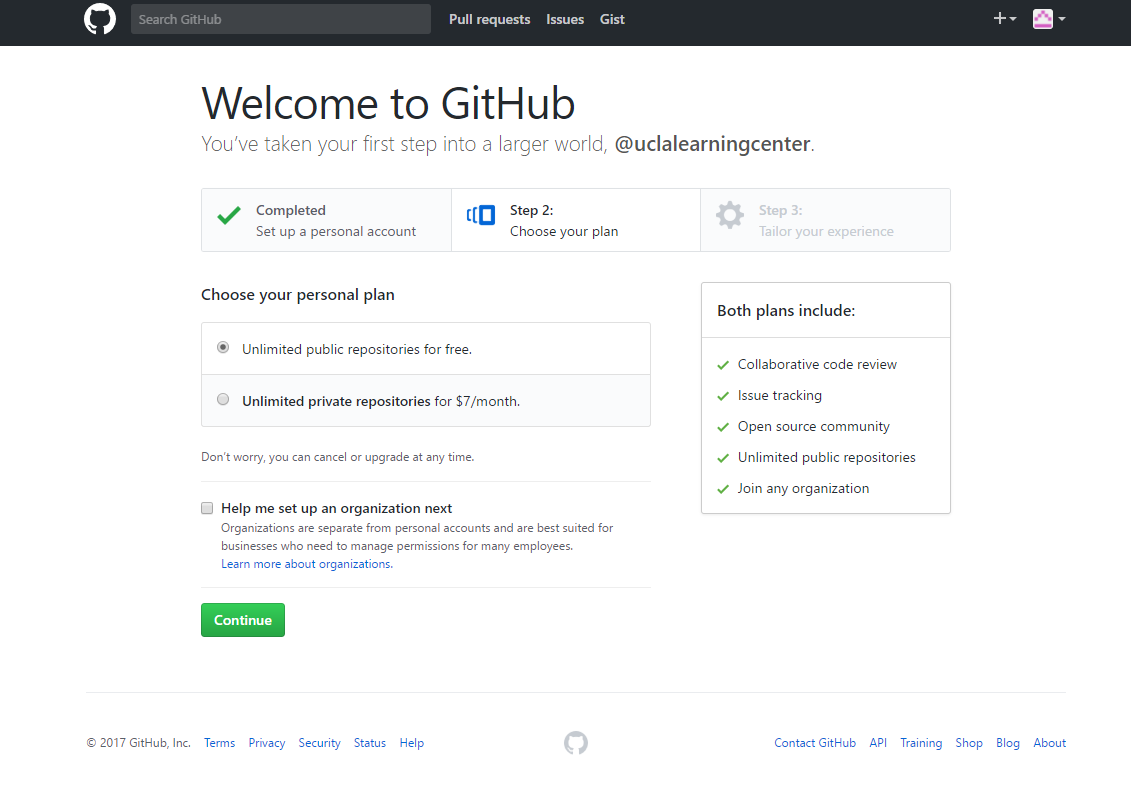 Search GitHub
Pull requests
Issues
Gist
Welcome to GitHub
You’ve taken your first step into a larger world, @uclalearningcenter.
Completed
Set up a personal account
Step 2:
Choose your plan
Step 3:
Tailor your experience
Choose your personal plan
Unlimited public repositories for free.
Unlimited private repositories for $7/month.
Don't worry, you can cancel or upgrade at any time.
Help me set up an organization next
Organizations are separate from personal accounts and are best suited for
businesses who need to manage permissions for many employees.
Learn more about organizations.
Continue
Both plans include:
Collaborative code review
Issue tracking
Open source community
Unlimited public repositories
Join any organization
© 2017 GitHub, Inc.
Terms
Privacy
Security
Status
Help
Contact GitHub
API
Training
Shop
Blog
About